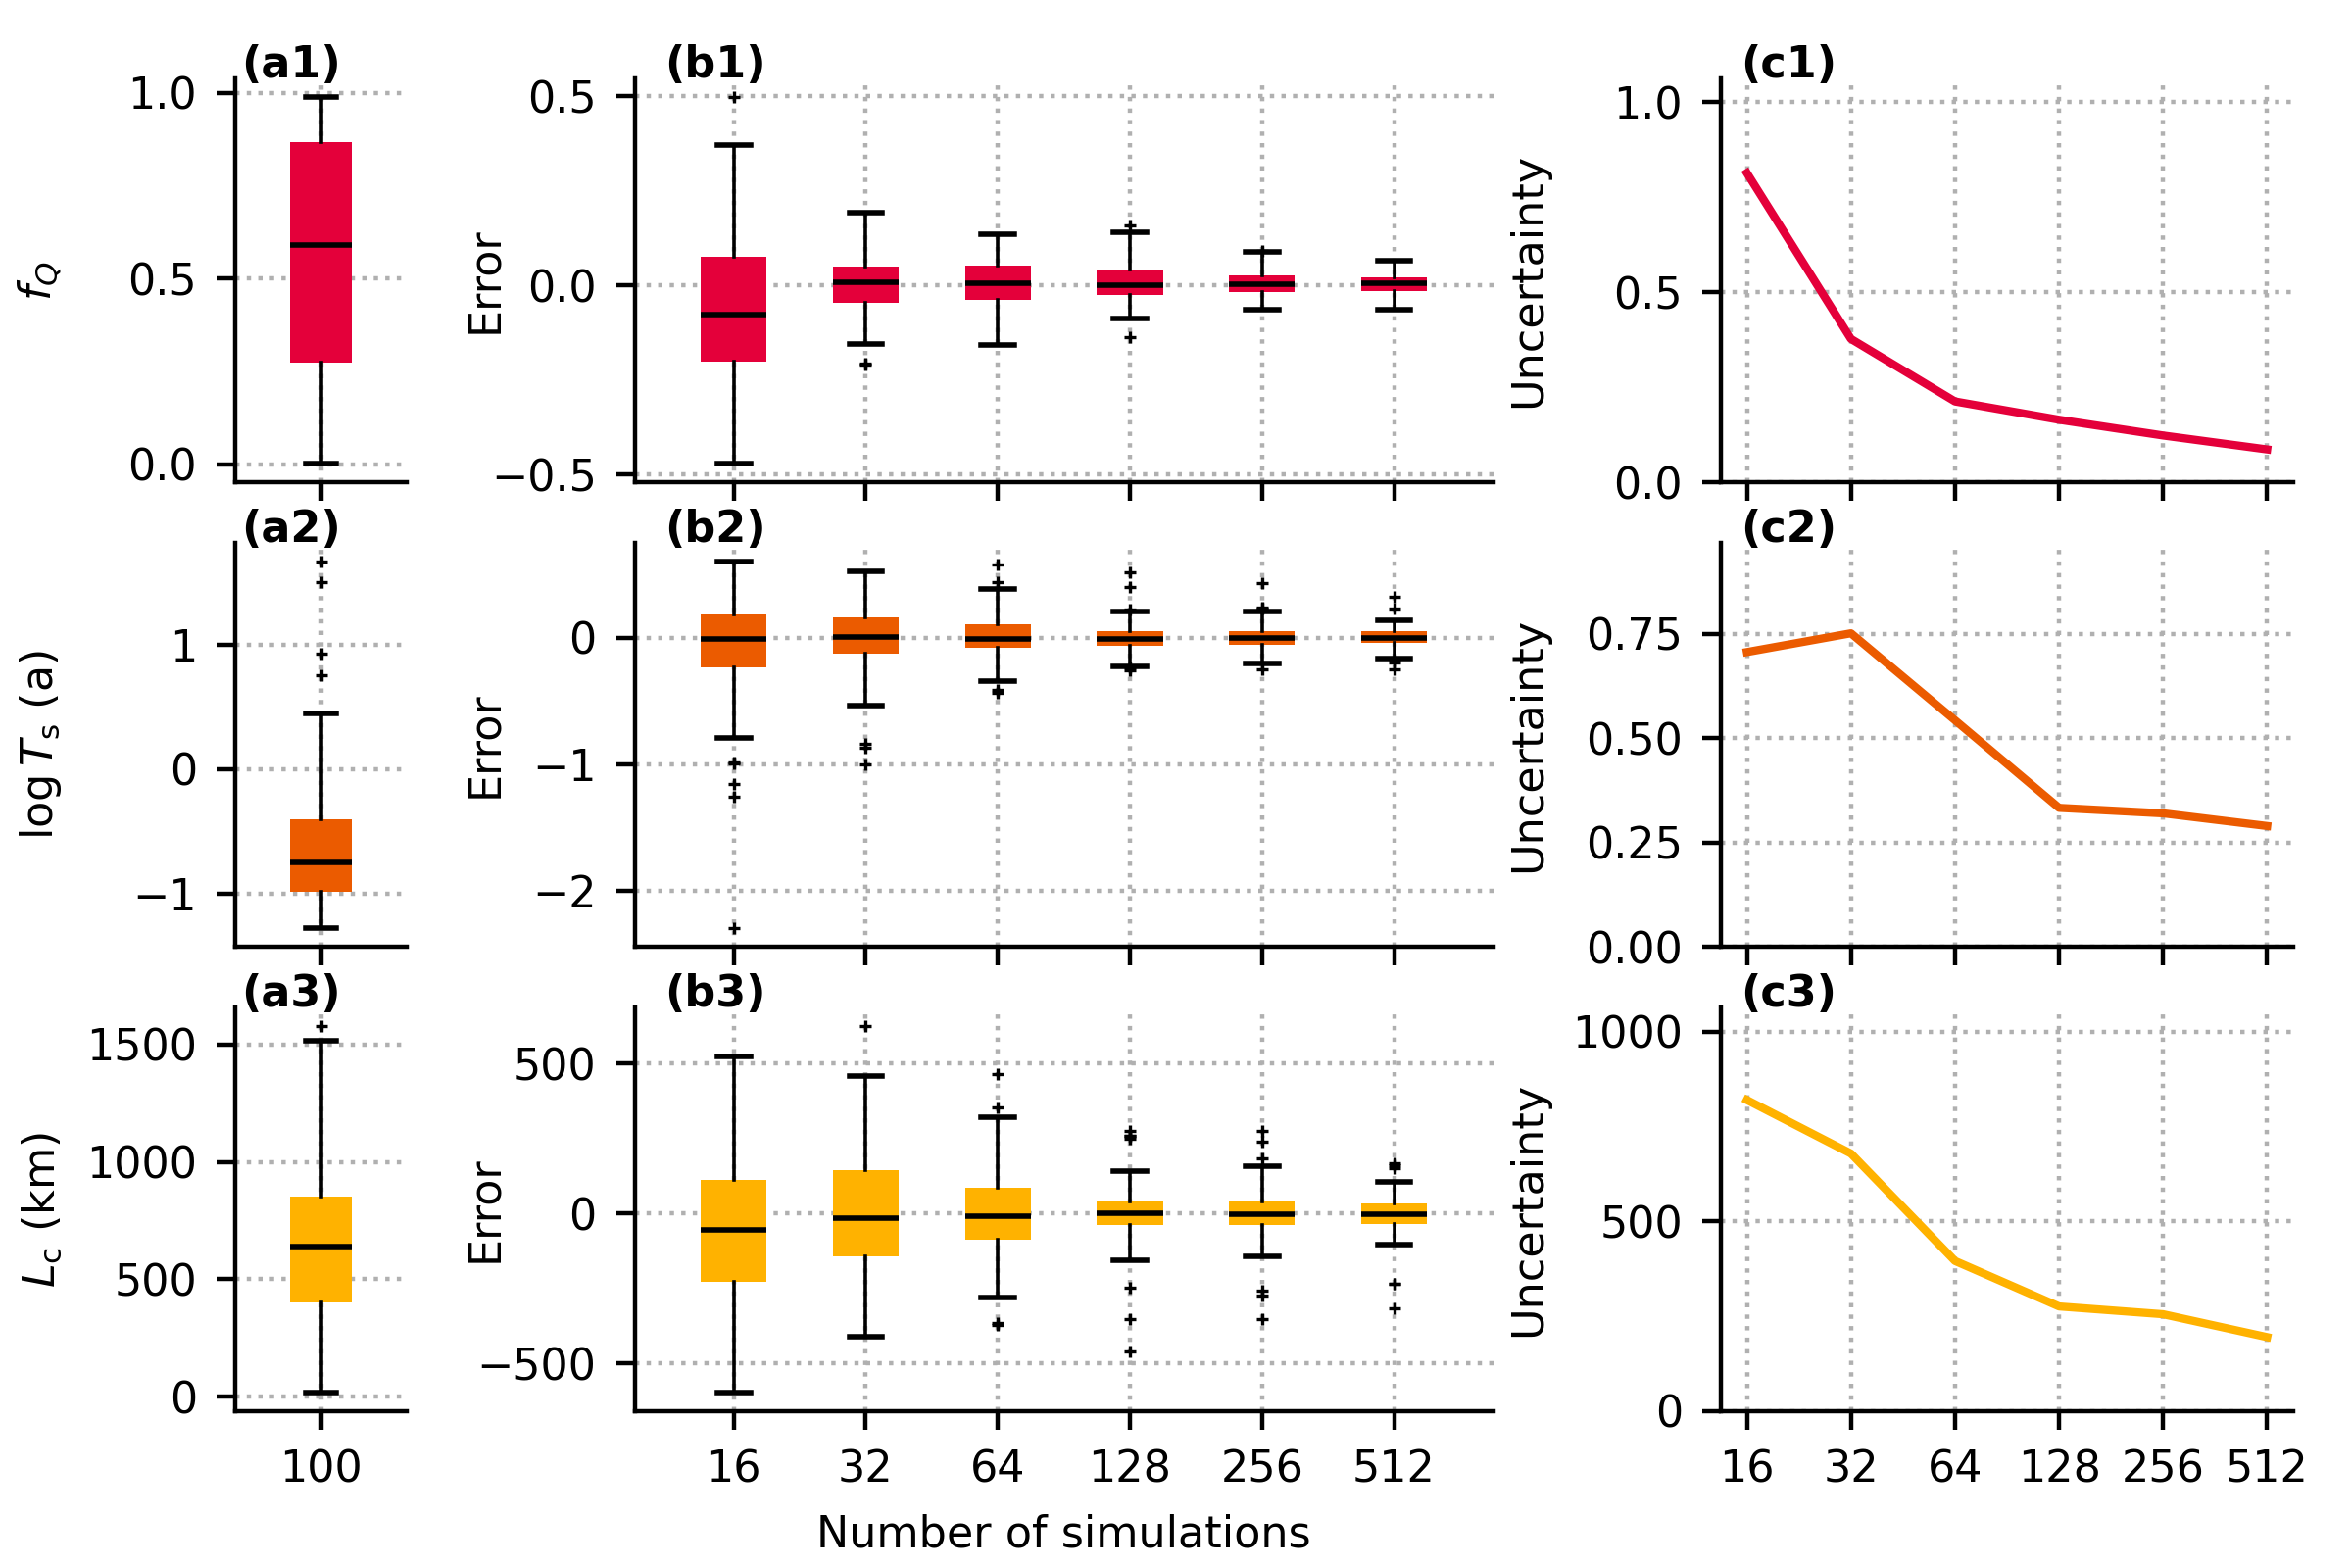 (a1)
(b1)
(c1)
1.0
0.5
0.0
f_Q
0.5
0.0
−0.5
Error
1.0
0.5
0.0
Uncertainty
(a2)
(b2)
(c2)
1
0
−1
log T_s (a)
0
−1
−2
Error
0.75
0.50
0.25
0.00
Uncertainty
(a3)
(b3)
(c3)
1500
1000
500
0
L_c (km)
500
0
−500
Error
1000
500
0
Uncertainty
100
16 32 64 128 256 512
16 32 64 128 256 512
Number of simulations